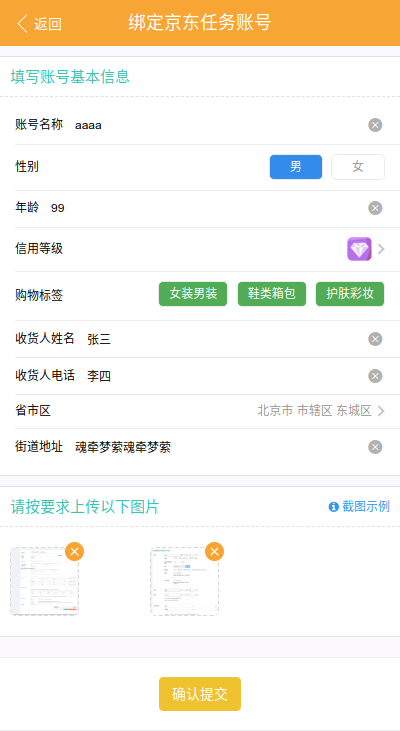 返回 绑定京东任务账号
填写账号基本信息
账号名称 aaaa
性别 男 女
年龄 99
信用等级
购物标签 女装男装 鞋类箱包 护肤彩妆
收货人姓名 张三
收货人电话 李四
省市区 北京市 市辖区 东城区
街道地址 魂牵梦萦魂牵梦萦
请按要求上传以下图片 截图示例
确认提交